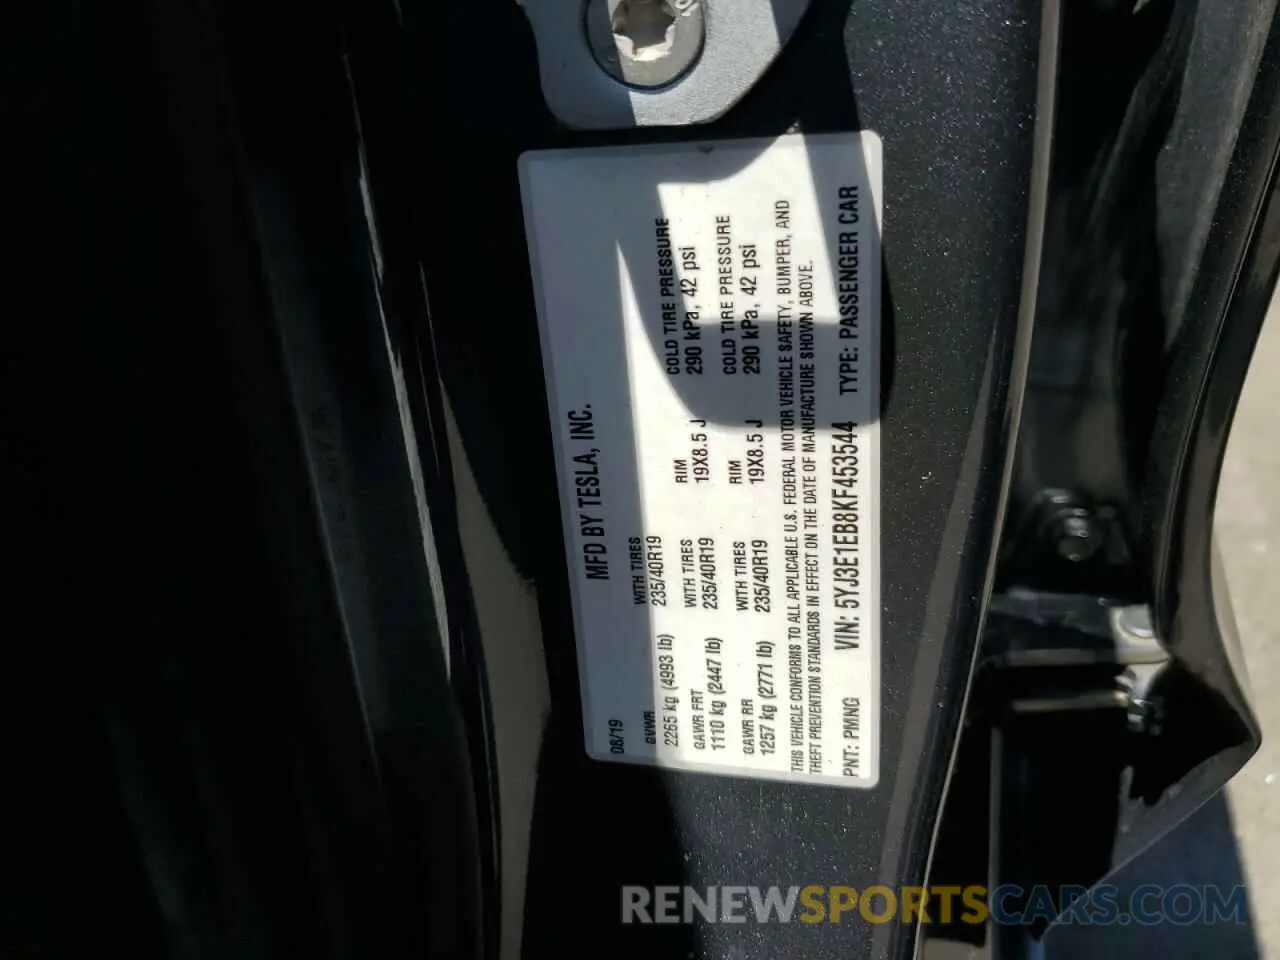 MFD BY TESLA, INC.
08/19
GVWR
2265 kg (4993 lb)
WITH TIRES
235/40R19
COLD TIRE PRESSURE
290 kPa, 42 psi
GAWR FRT
1110 kg (2447 lb)
WITH TIRES
235/40R19
RIM
19X8.5 J
COLD TIRE PRESSURE
290 kPa, 42 psi
GAWR RR
1257 kg (2771 lb)
WITH TIRES
235/40R19
RIM
19X8.5 J
THIS VEHICLE CONFORMS TO ALL APPLICABLE U.S. FEDERAL MOTOR VEHICLE SAFETY, BUMPER, AND
THEFT PREVENTION STANDARDS IN EFFECT ON THE DATE OF MANUFACTURE SHOWN ABOVE.
PNT: PMNG VIN: 5YJ3E1EB8KF453544 TYPE: PASSENGER CAR
RENEWSPORTSCARS.COM